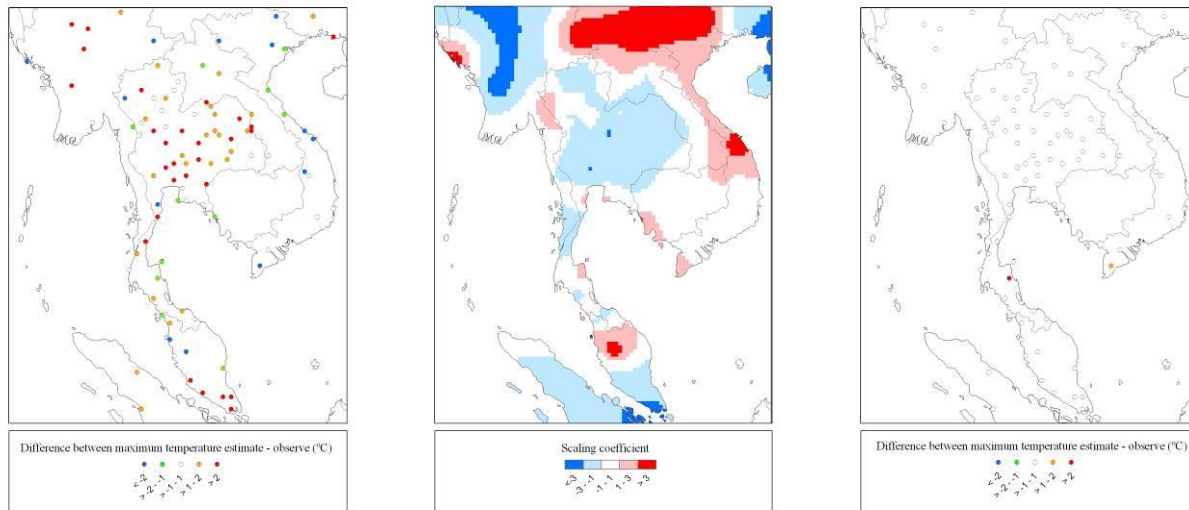 Difference between maximum temperature estimate - observe (°C)
< -2
> -2 - -1
> -1 - 1
> 1 - 2
> 2
Scaling coefficient
<-3
-3 - -1
-1 - 1
1 - 3
>3
Difference between maximum temperature estimate - observe (°C)
< -2
> -2 - -1
> -1 - 1
> 1 - 2
> 2